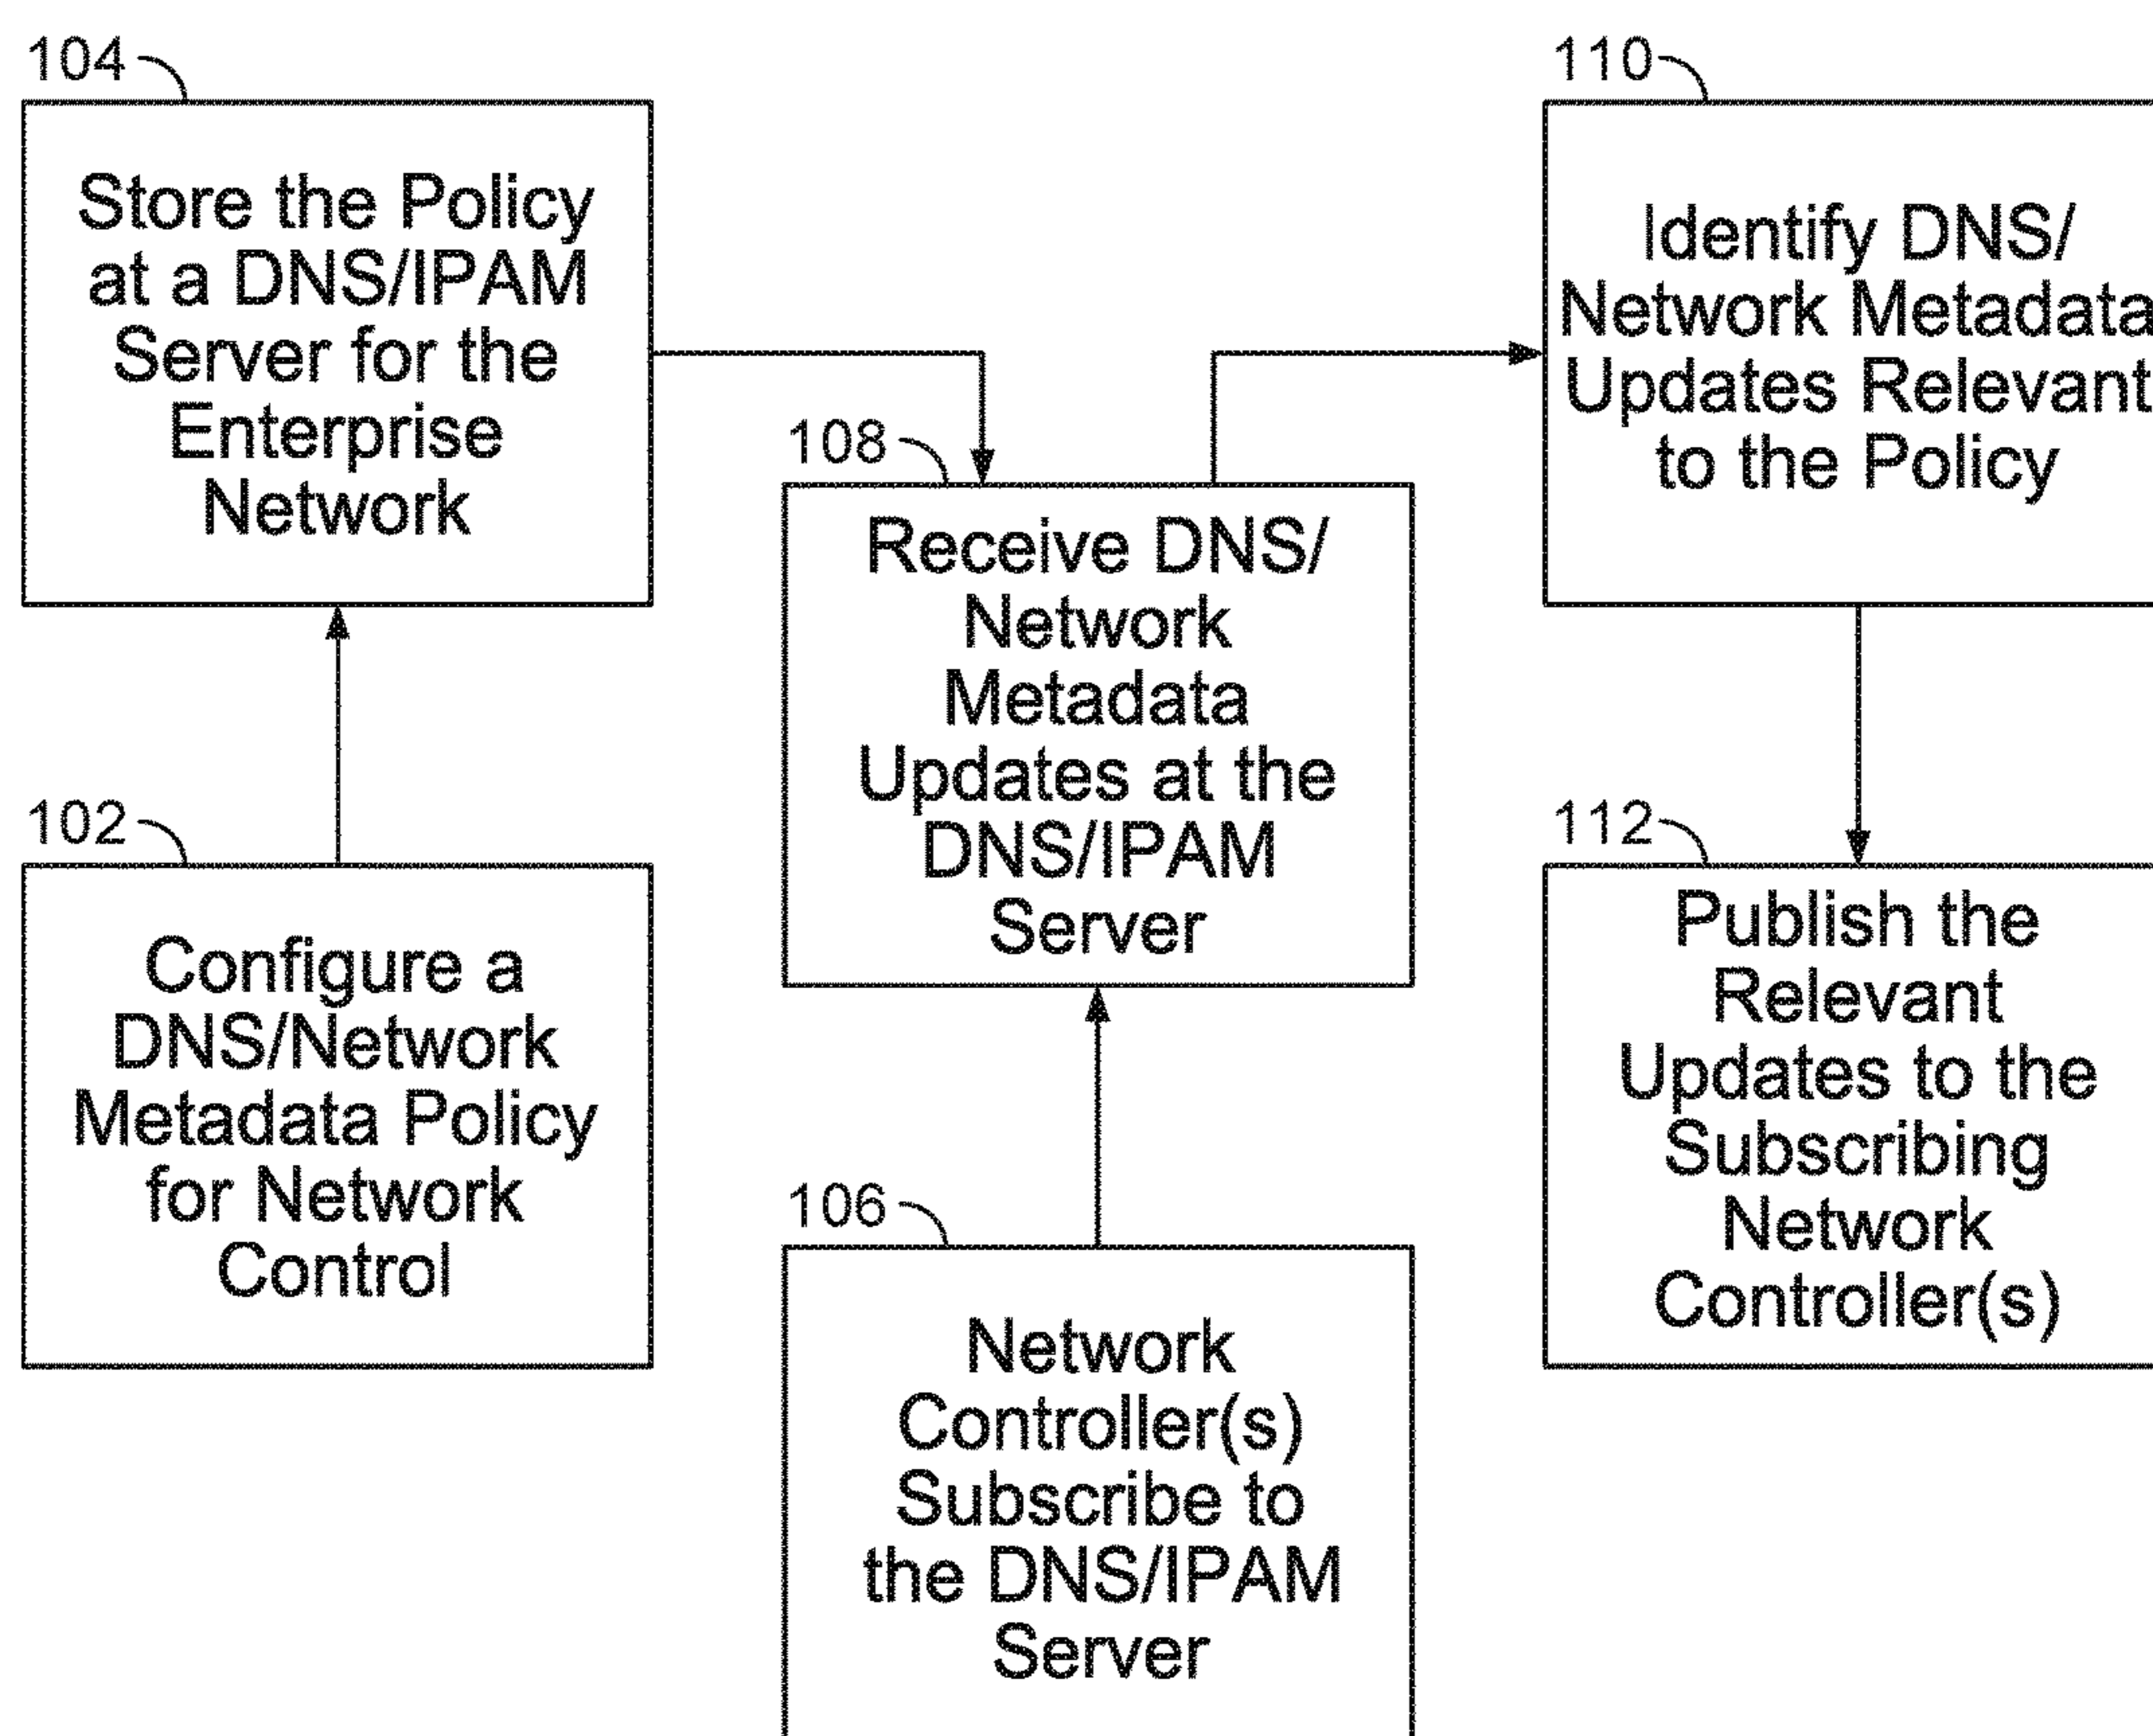 104
Store the Policy
at a DNS/IPAM
Server for the
Enterprise
Network
102
Configure a
DNS/Network
Metadata Policy
for Network
Control
108
Receive DNS/
Network
Metadata
Updates at the
DNS/IPAM
Server
106
Network
Controller(s)
Subscribe to
the DNS/IPAM
Server
110
Identify DNS/
Network Metadata
Updates Relevant
to the Policy
112
Publish the
Relevant
Updates to the
Subscribing
Network
Controller(s)